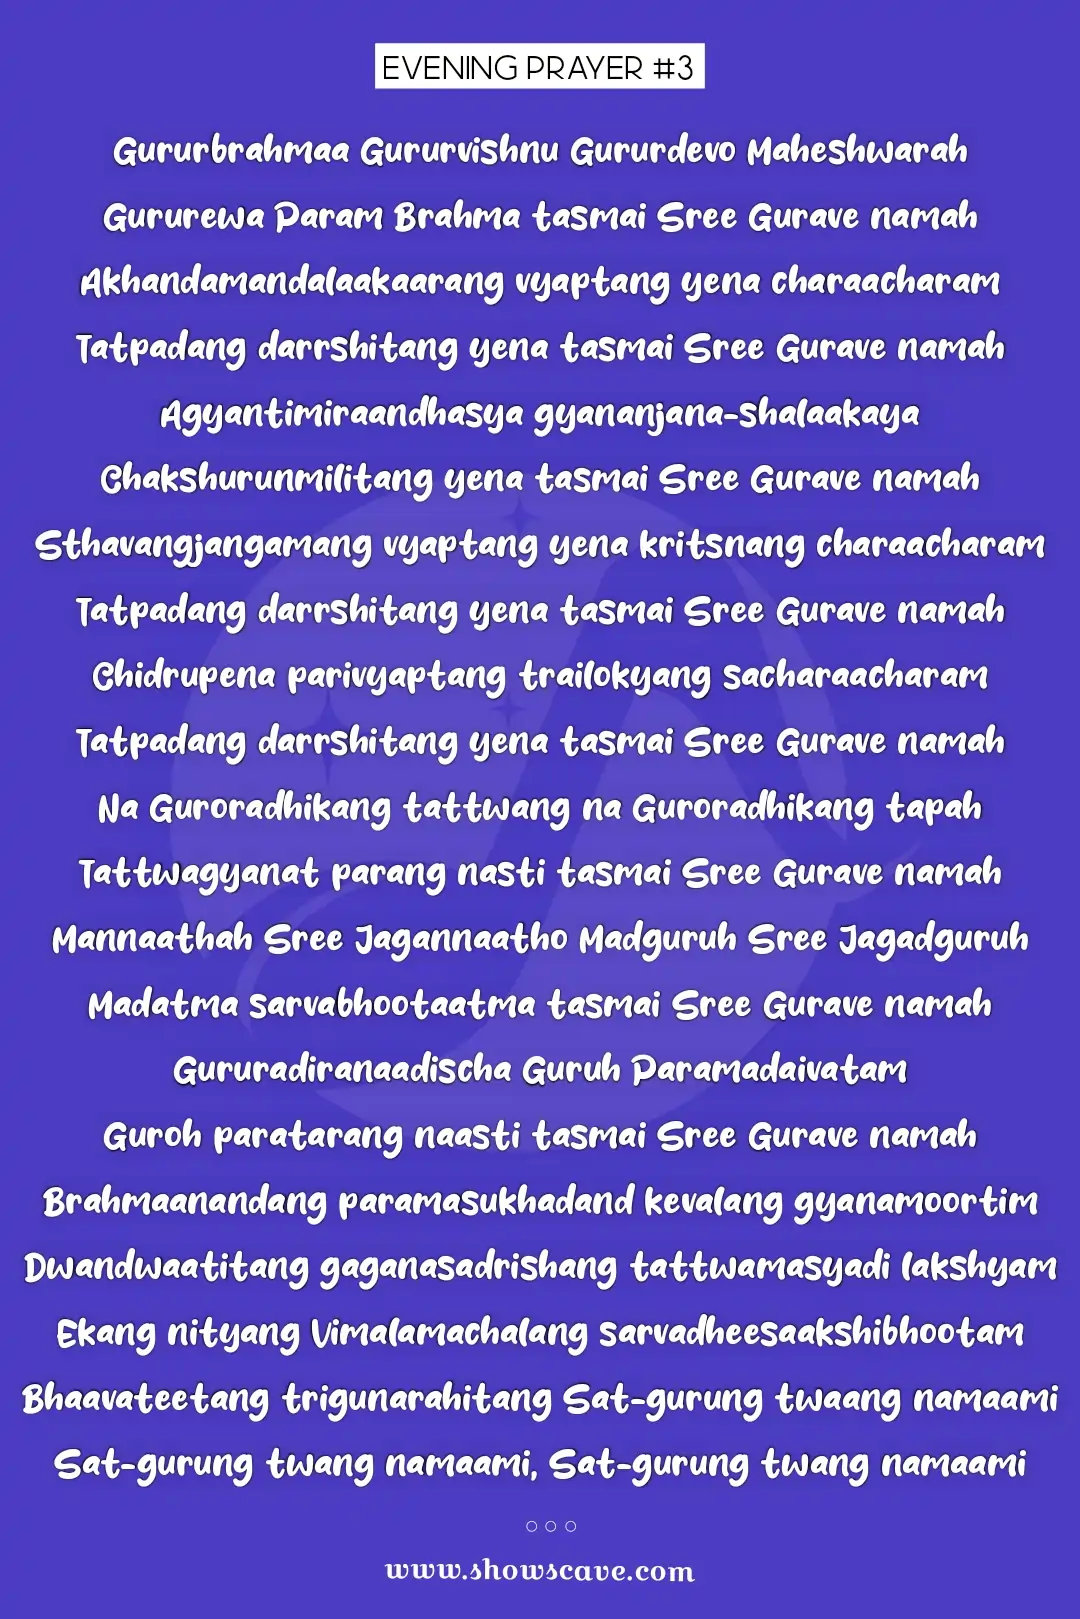 EVENING PRAYER #3
Gururbrahmaa Gururvishnu Gururdevo Maheshwarah
Gururewa Param Brahma tasmai Sree Gurave namah
Akhandamandalaakaarang vyaptang yena charaacharam
Tatpadang darrshitang yena tasmai Sree Gurave namah
Agyantimiraandhasya gyananjana-shalaakaya
Chakshurunmilitang yena tasmai Sree Gurave namah
Sthavangjangamang vyaptang yena kritsnang charaacharam
Tatpadang darrshitang yena tasmai Sree Gurave namah
Chidrupena parivyaptang trailokyang sacharaacharam
Tatpadang darrshitang yena tasmai Sree Gurave namah
Na Guroradhikang tattwang na Guroradhikang tapah
Tattwagyanat parang nasti tasmai Sree Gurave namah
Mannaathah Sree Jagannaatho Madguruh Sree Jagadguruh
Madatma sarvabhootaatma tasmai Sree Gurave namah
Gururadiranaadischa Guruh Paramadaivatam
Guroh paratarang naasti tasmai Sree Gurave namah
Brahmaanandang paramasukhadand kevalang gyanamoortim
Dwandwaatitang gaganasadrishang tattwamasyadi lakshyam
Ekang nityang Vimalamachalang sarvadheesaakshibhootam
Bhaavateetang trigunarahitang Sat-gurung twaang namaami
Sat-gurung twang namaami, Sat-gurung twang namaami
www.showscave.com